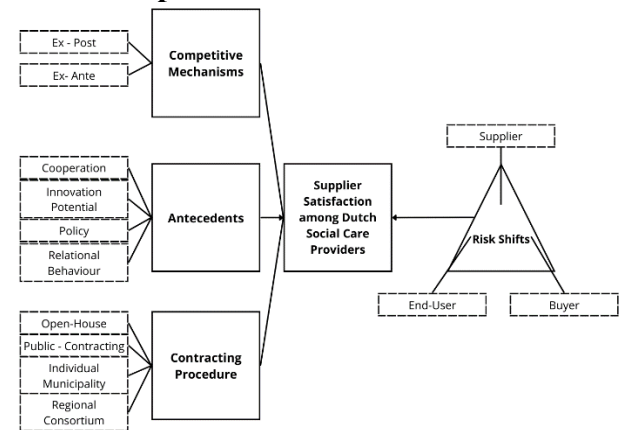 Ex - Post
Ex- Ante
Competitive
Mechanisms
Cooperation
Innovation
Potential
Policy
Relational
Behaviour
Antecedents
Supplier
Satisfaction
among Dutch
Social Care
Providers
Supplier
Risk Shifts
End-User
Buyer
Open-House
Public - Contracting
Individual
Municipality
Regional
Consortium
Contracting
Procedure